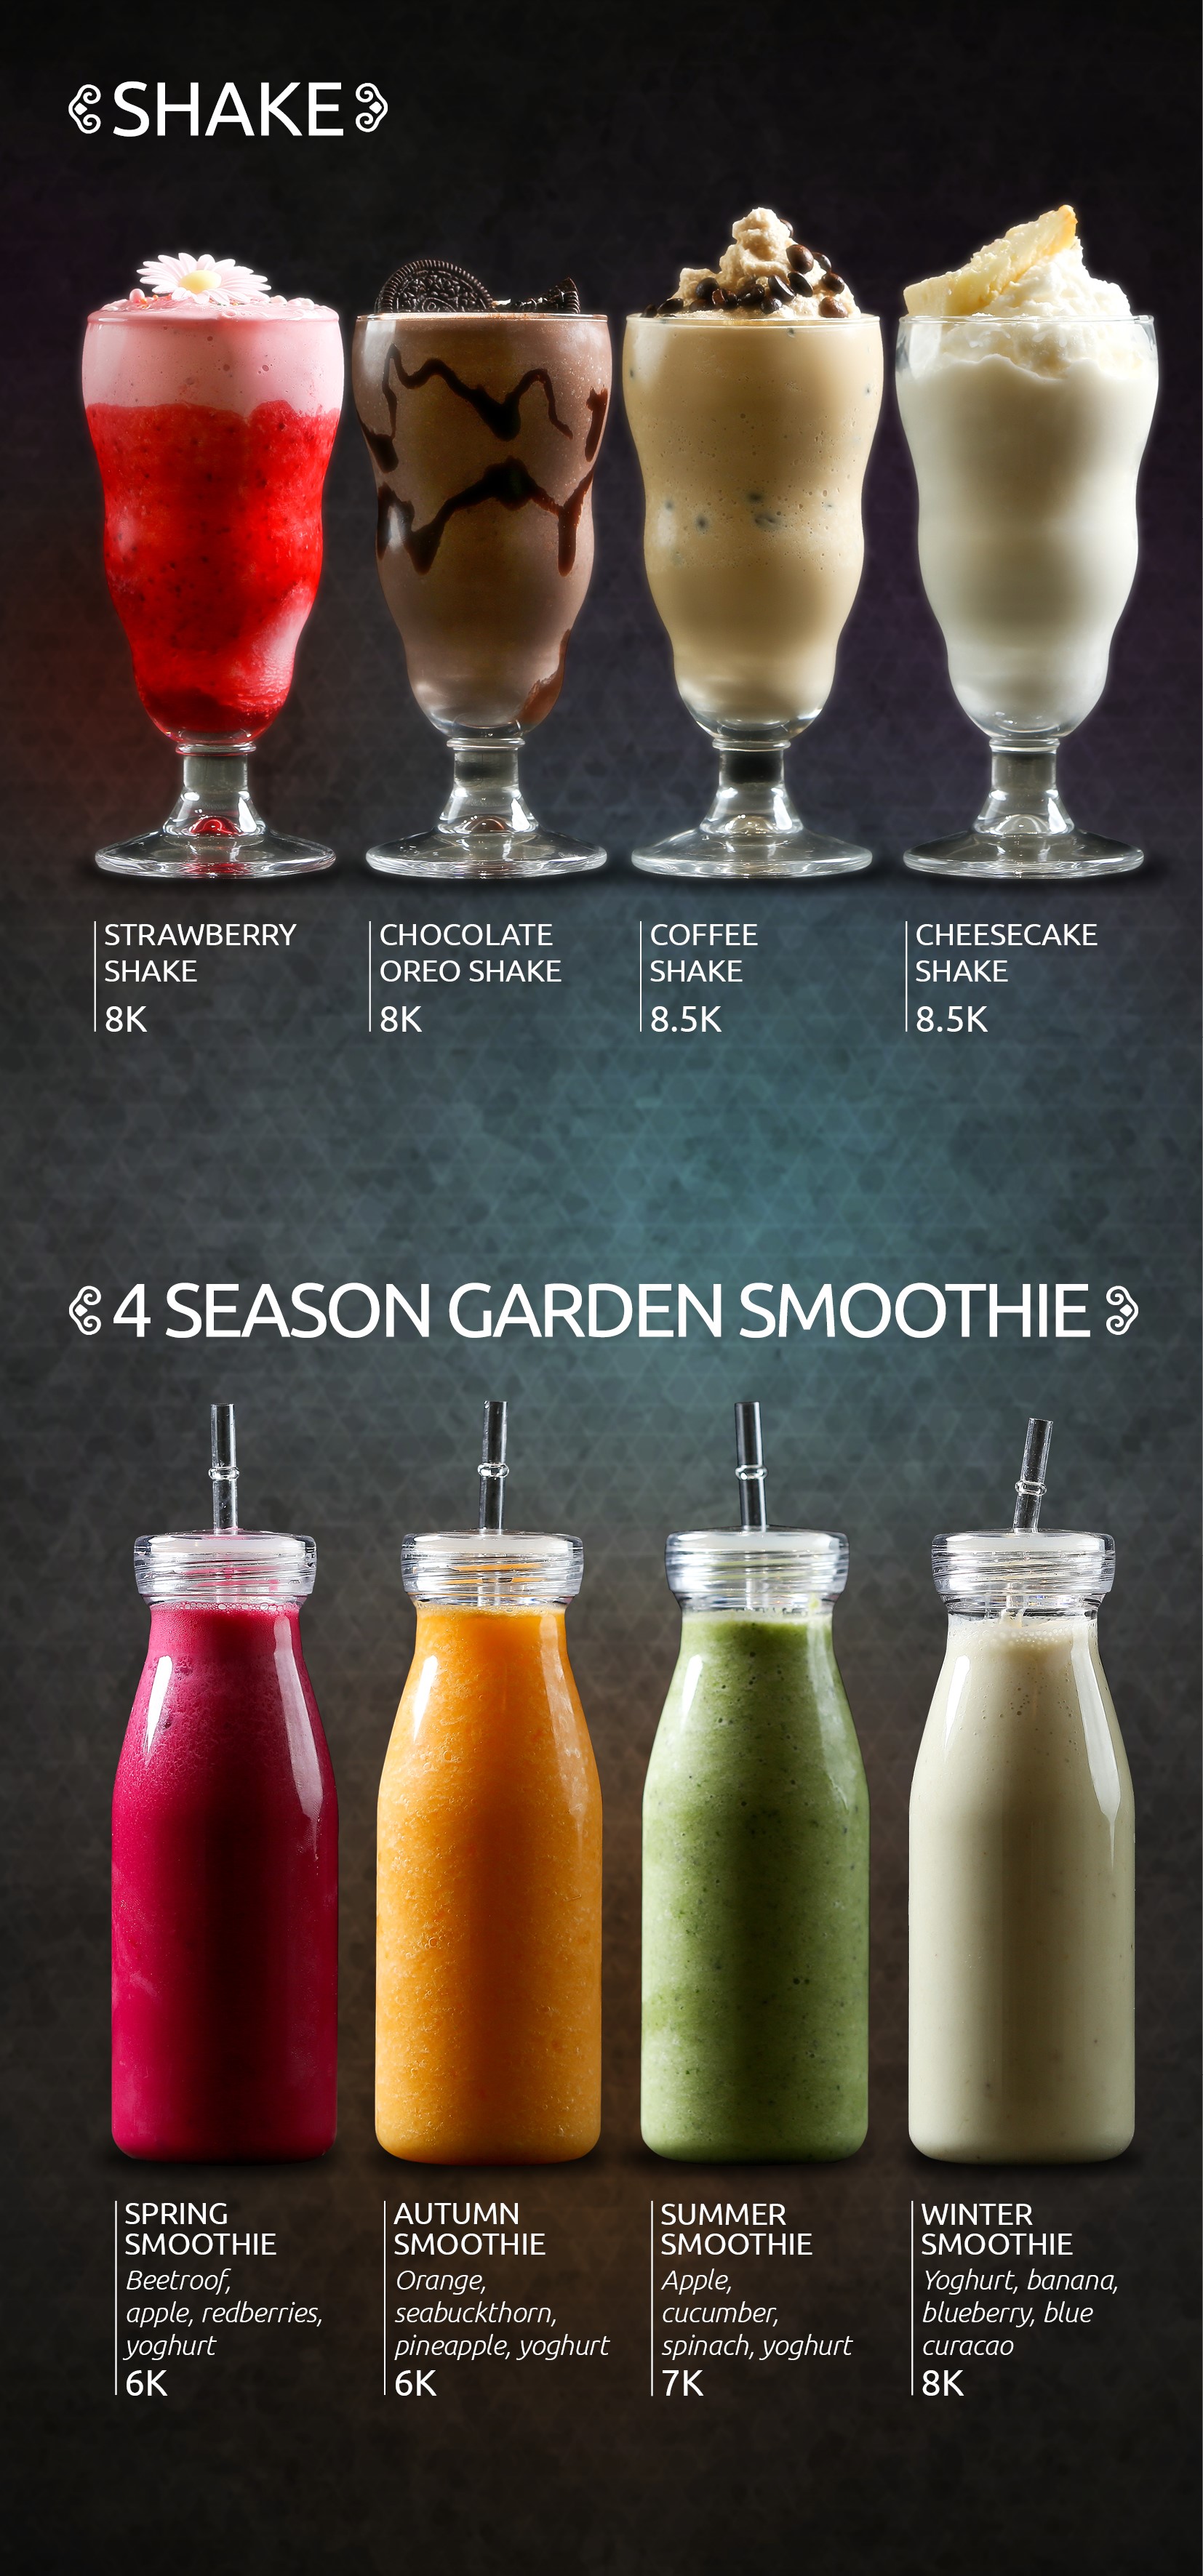 SHAKE
STRAWBERRY
SHAKE
8K
CHOCOLATE
OREO SHAKE
8K
COFFEE
SHAKE
8.5K
CHEESECAKE
SHAKE
8.5K
4 SEASON GARDEN SMOOTHIE
SPRING
SMOOTHIE
Beetroof,
apple, redberries,
yoghurt
6K
AUTUMN
SMOOTHIE
Orange,
seabuckthorn,
pineapple, yoghurt
6K
SUMMER
SMOOTHIE
Apple,
cucumber,
spinach, yoghurt
7K
WINTER
SMOOTHIE
Yoghurt, banana,
blueberry, blue
curacao
8K